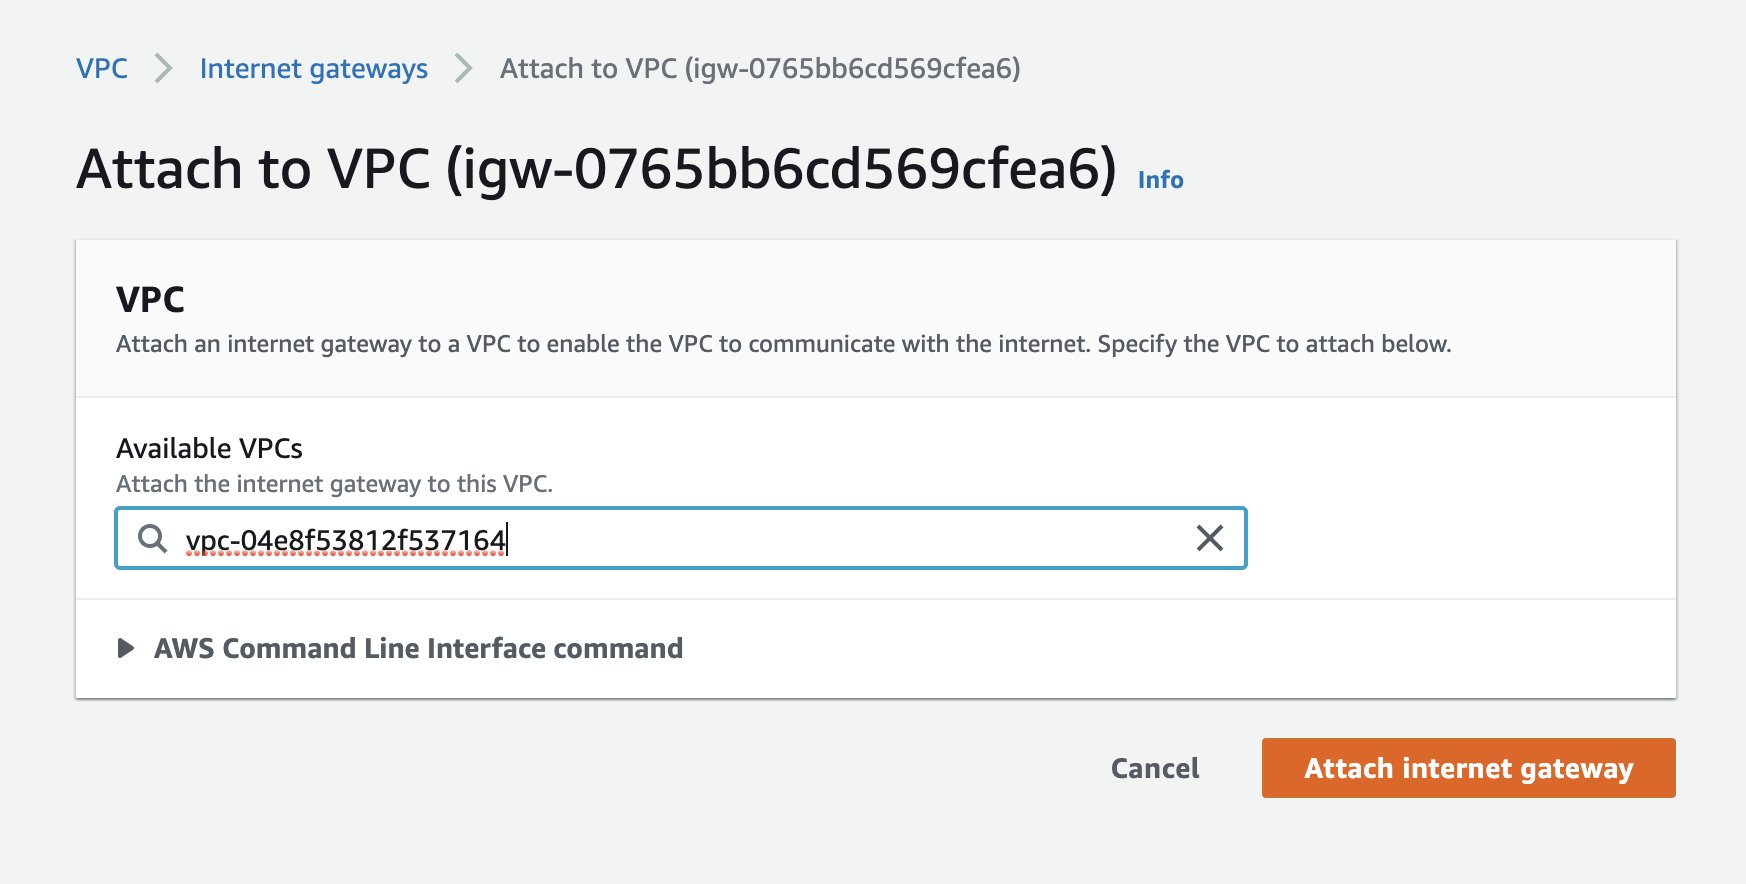 VPC > Internet gateways > Attach to VPC (igw-0765bb6cd569cfea6)
Attach to VPC (igw-0765bb6cd569cfea6) Info
VPC
Attach an internet gateway to a VPC to enable the VPC to communicate with the internet. Specify the VPC to attach below.
Available VPCs
Attach the internet gateway to this VPC.
vpc-04e8f53812f537164
AWS Command Line Interface command
Cancel Attach internet gateway